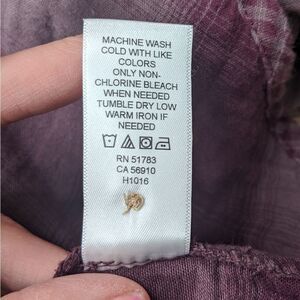 MACHINE WASH
COLD WITH LIKE
COLORS
ONLY NON-
CHLORINE BLEACH
WHEN NEEDED
TUMBLE DRY LOW
WARM IRON IF
NEEDED
RN 51783
CA 56910
H1016